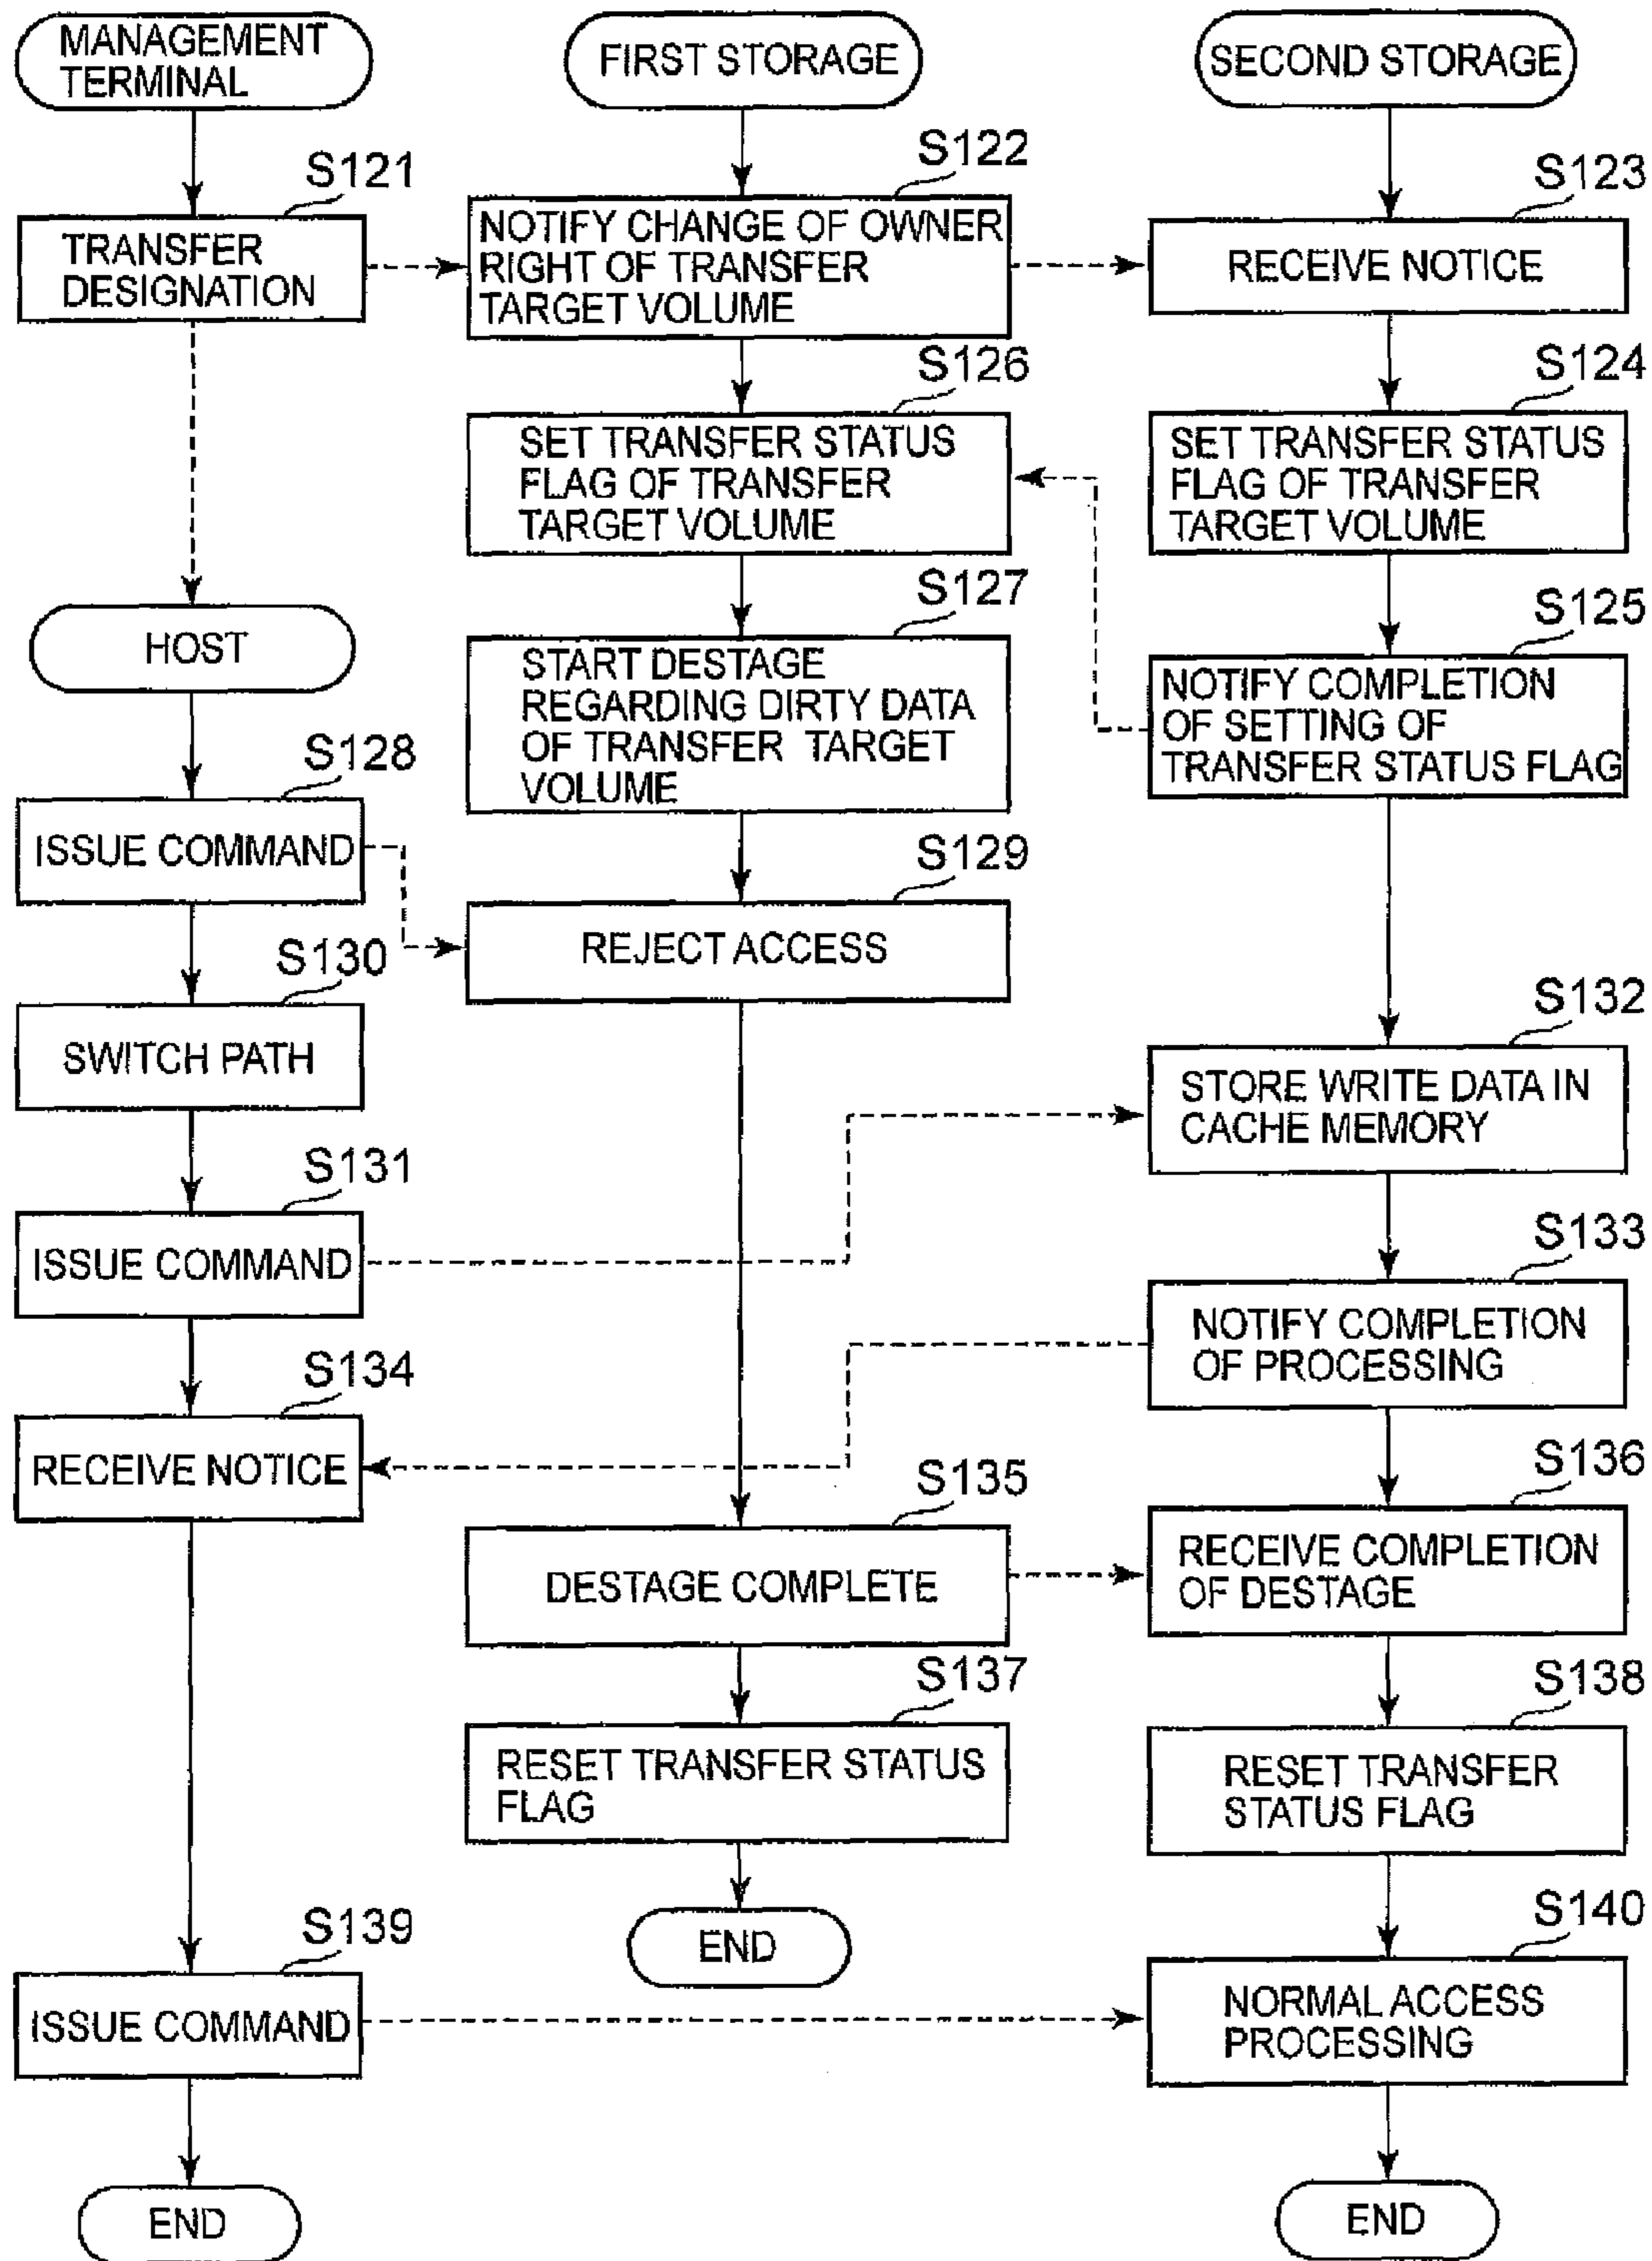 MANAGEMENT
TERMINAL
FIRST STORAGE
SECOND STORAGE
S121
TRANSFER
DESIGNATION
S122
NOTIFY CHANGE OF OWNER
RIGHT OF TRANSFER
TARGET VOLUME
S123
RECEIVE NOTICE
S126
SET TRANSFER STATUS
FLAG OF TRANSFER
TARGET VOLUME
S124
SET TRANSFER STATUS
FLAG OF TRANSFER
TARGET VOLUME
HOST
S127
START DESTAGE
REGARDING DIRTY DATA
OF TRANSFER TARGET
VOLUME
S125
NOTIFY COMPLETION
OF SETTING OF
TRANSFER STATUS FLAG
S128
ISSUE COMMAND
S129
REJECT ACCESS
S130
SWITCH PATH
S132
STORE WRITE DATA IN
CACHE MEMORY
S131
ISSUE COMMAND
S133
NOTIFY COMPLETION
OF PROCESSING
S134
RECEIVE NOTICE
S135
DESTAGE COMPLETE
S136
RECEIVE COMPLETION
OF DESTAGE
S137
RESET TRANSFER STATUS
FLAG
S138
RESET TRANSFER
STATUS FLAG
END
S139
ISSUE COMMAND
S140
NORMAL ACCESS
PROCESSING
END
END